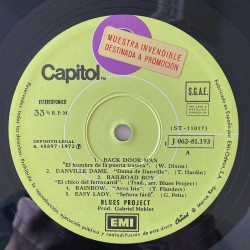 MUESTRA INVENDIBLE
DESTINADA A PROMOCION
Capitol
ESTEREOFONICO
33⅓ R.P.M.
S.G.A.E.
(ST-11017)
J 062-81.193
DEPOSITO LEGAL
1972
A
1. BACK DOOR MAN
"El hombre de la puerta trasera" (W. Dixon)
2. DANVILLE DAME. "Dama de Danville" (T. Hardin)
3. RAILROAD BOY
"El chico del ferrocarril" (Trad. arr. Blues Project)
4. RAINBOW. "Arco Iris" (T. Flanders)
5. EASY LADY. "Señora fácil" (G. Petit)
BLUES PROJECT
Prod. Gabriel Mekler
EMI